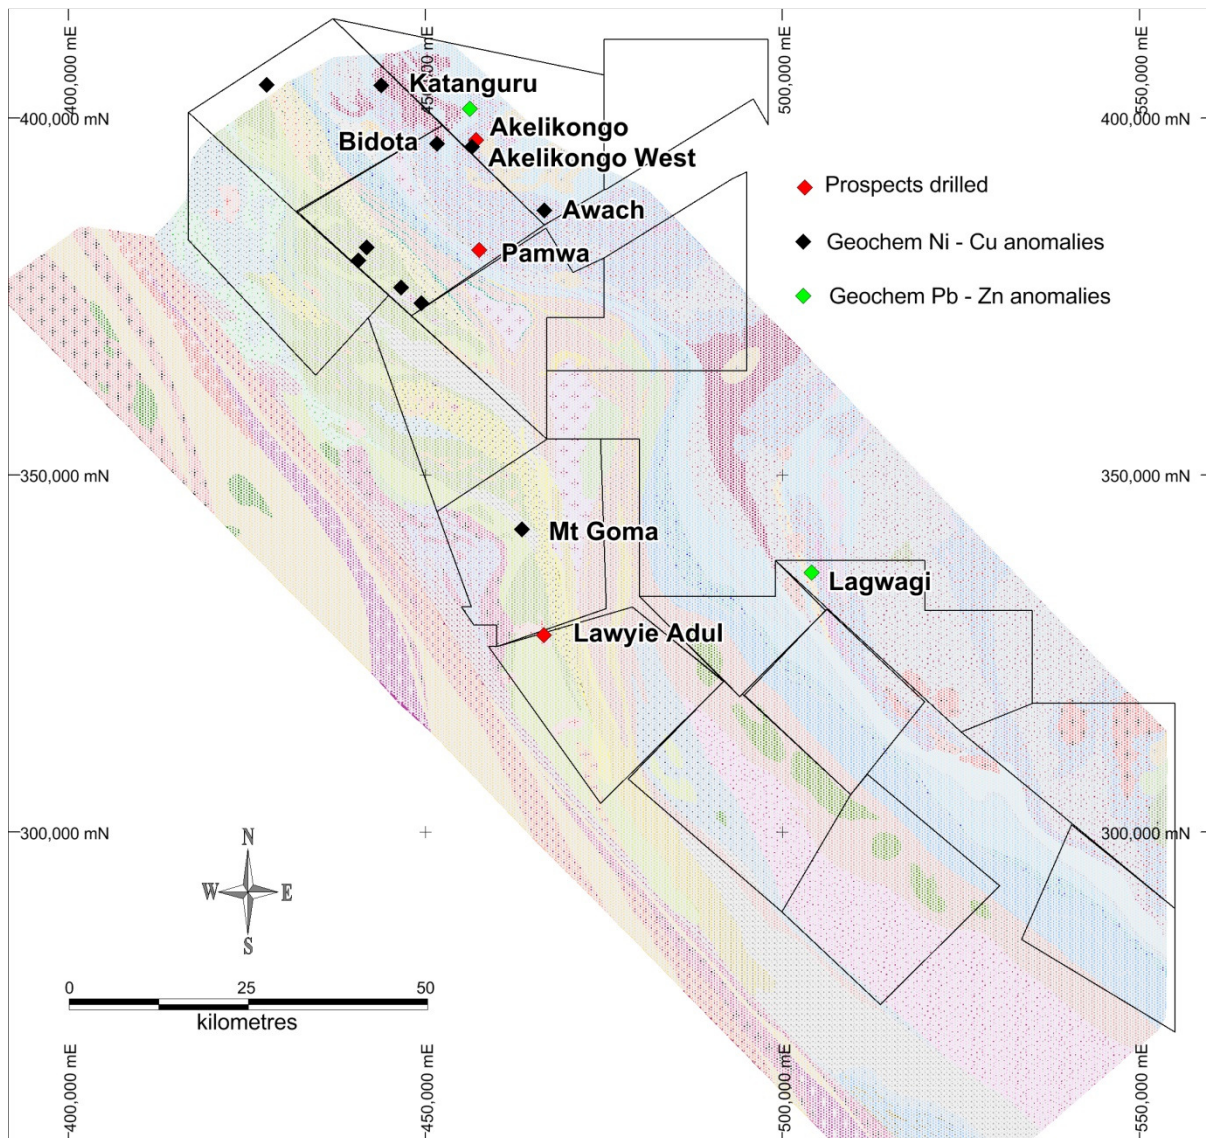 400,000 mE
450,000 mE
500,000 mE
550,000 mE
400,000 mN
400,000 mN
Katanguru
Akelikongo
Bidota
Akelikongo West
Awach
Pamwa
Prospects drilled
Geochem Ni - Cu anomalies
Geochem Pb - Zn anomalies
350,000 mN
350,000 mN
Mt Goma
Lagwagi
Lawyie Adul
300,000 mN
300,000 mN
N
W E
S
0 25 50
kilometres
400,000 mE
450,000 mE
500,000 mE
550,000 mE